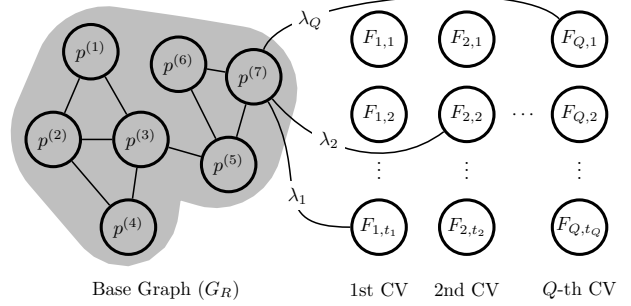 λ_Q
p^{(1)} p^{(6)} p^{(7)} F_{1,1} F_{2,1} F_{Q,1}
p^{(2)} p^{(3)} p^{(5)} λ_2 F_{1,2} F_{2,2} ··· F_{Q,2}
⋮ ⋮ ⋮
λ_1
p^{(4)} F_{1,t_1} F_{2,t_2} F_{Q,t_Q}
Base Graph (G_R) 1st CV 2nd CV Q-th CV